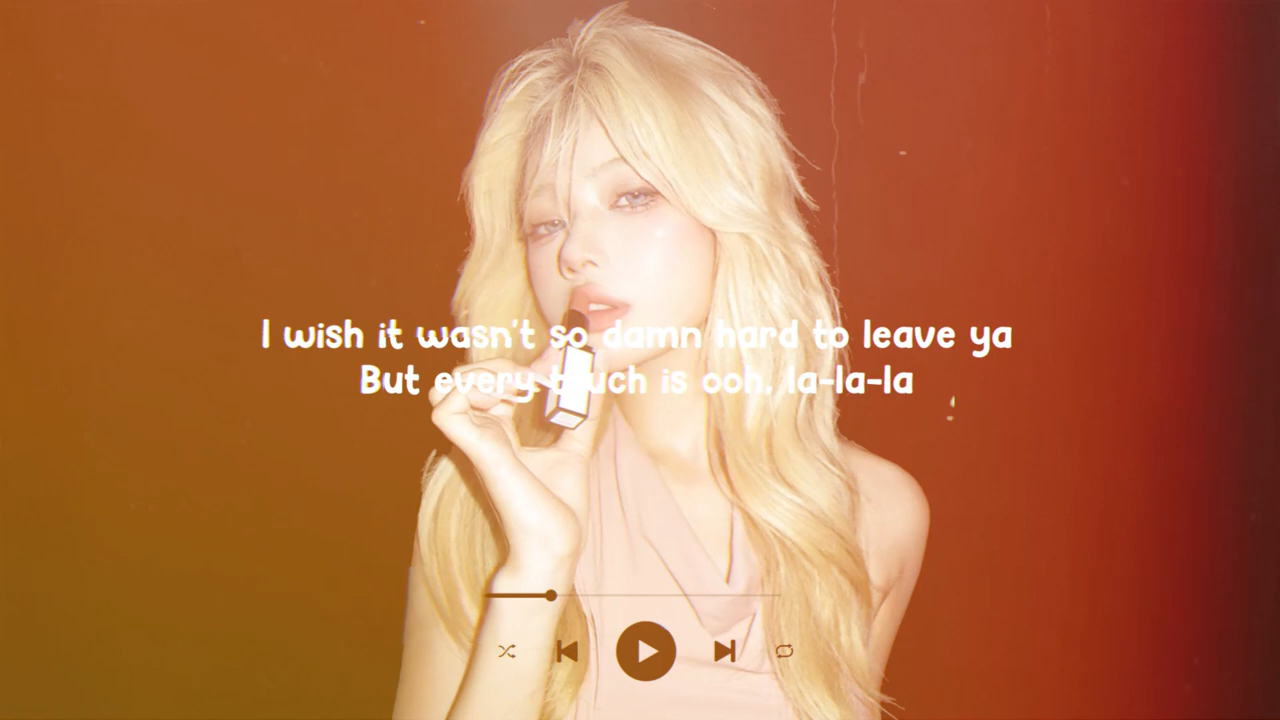 I wish it wasn't so damn hard to leave ya
But every touch is ooh, la-la-la